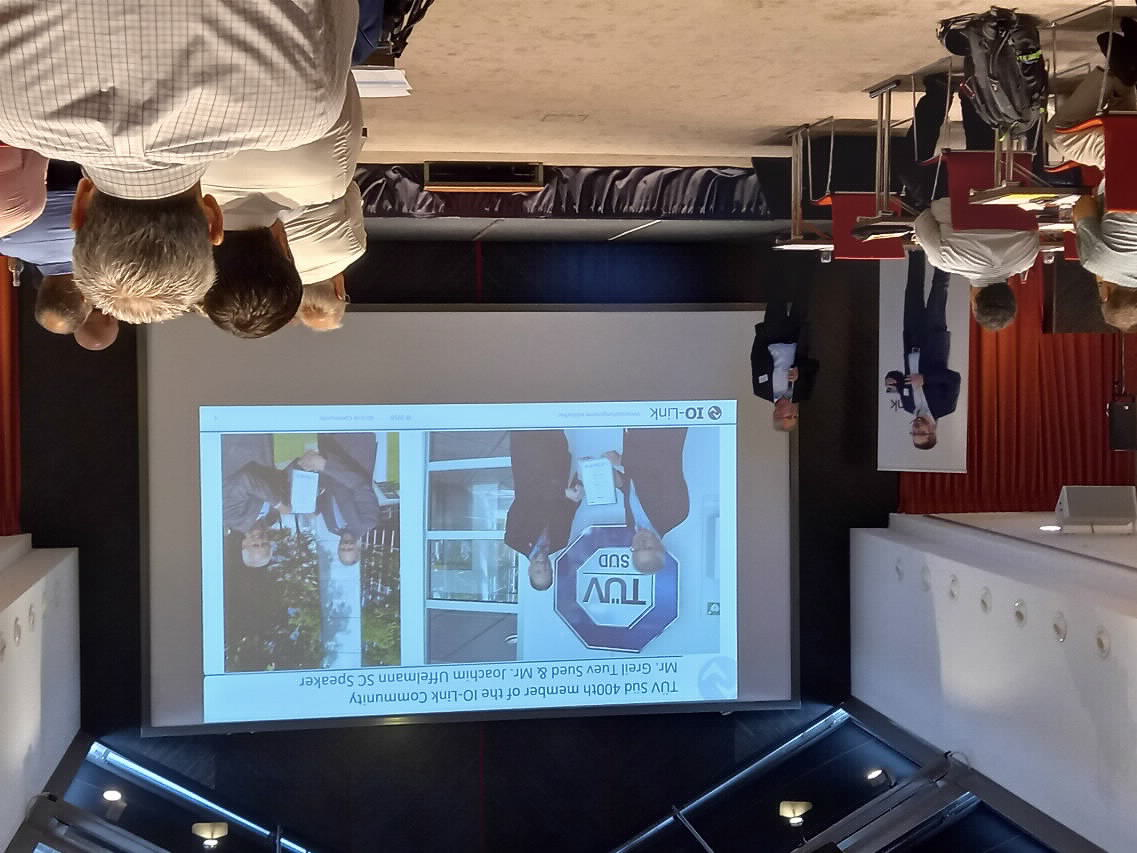 TÜV Sud 400th member of the IO-Link Community
Mr. Greil Tuev Sued & Mr. Joachim Uffelmann SC Speaker
TÜV
SÜD
IO-Link